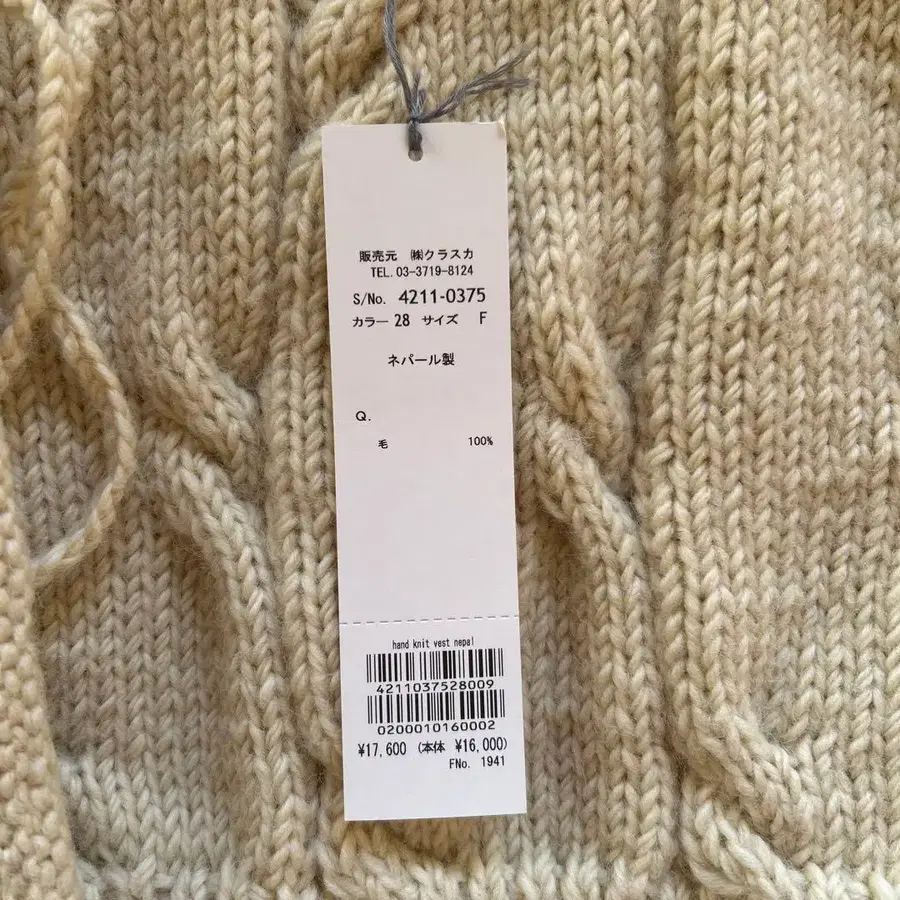 販売元 ㈱クラスカ
TEL.03-3719-8124
S/No. 4211-0375
カラー 28 サイズ F
ネパール製
Q.
毛 100%
hand knit vest nepal
4211037528009
0200010160002
¥17,600 (本体 ¥16,000)
FNo. 1941